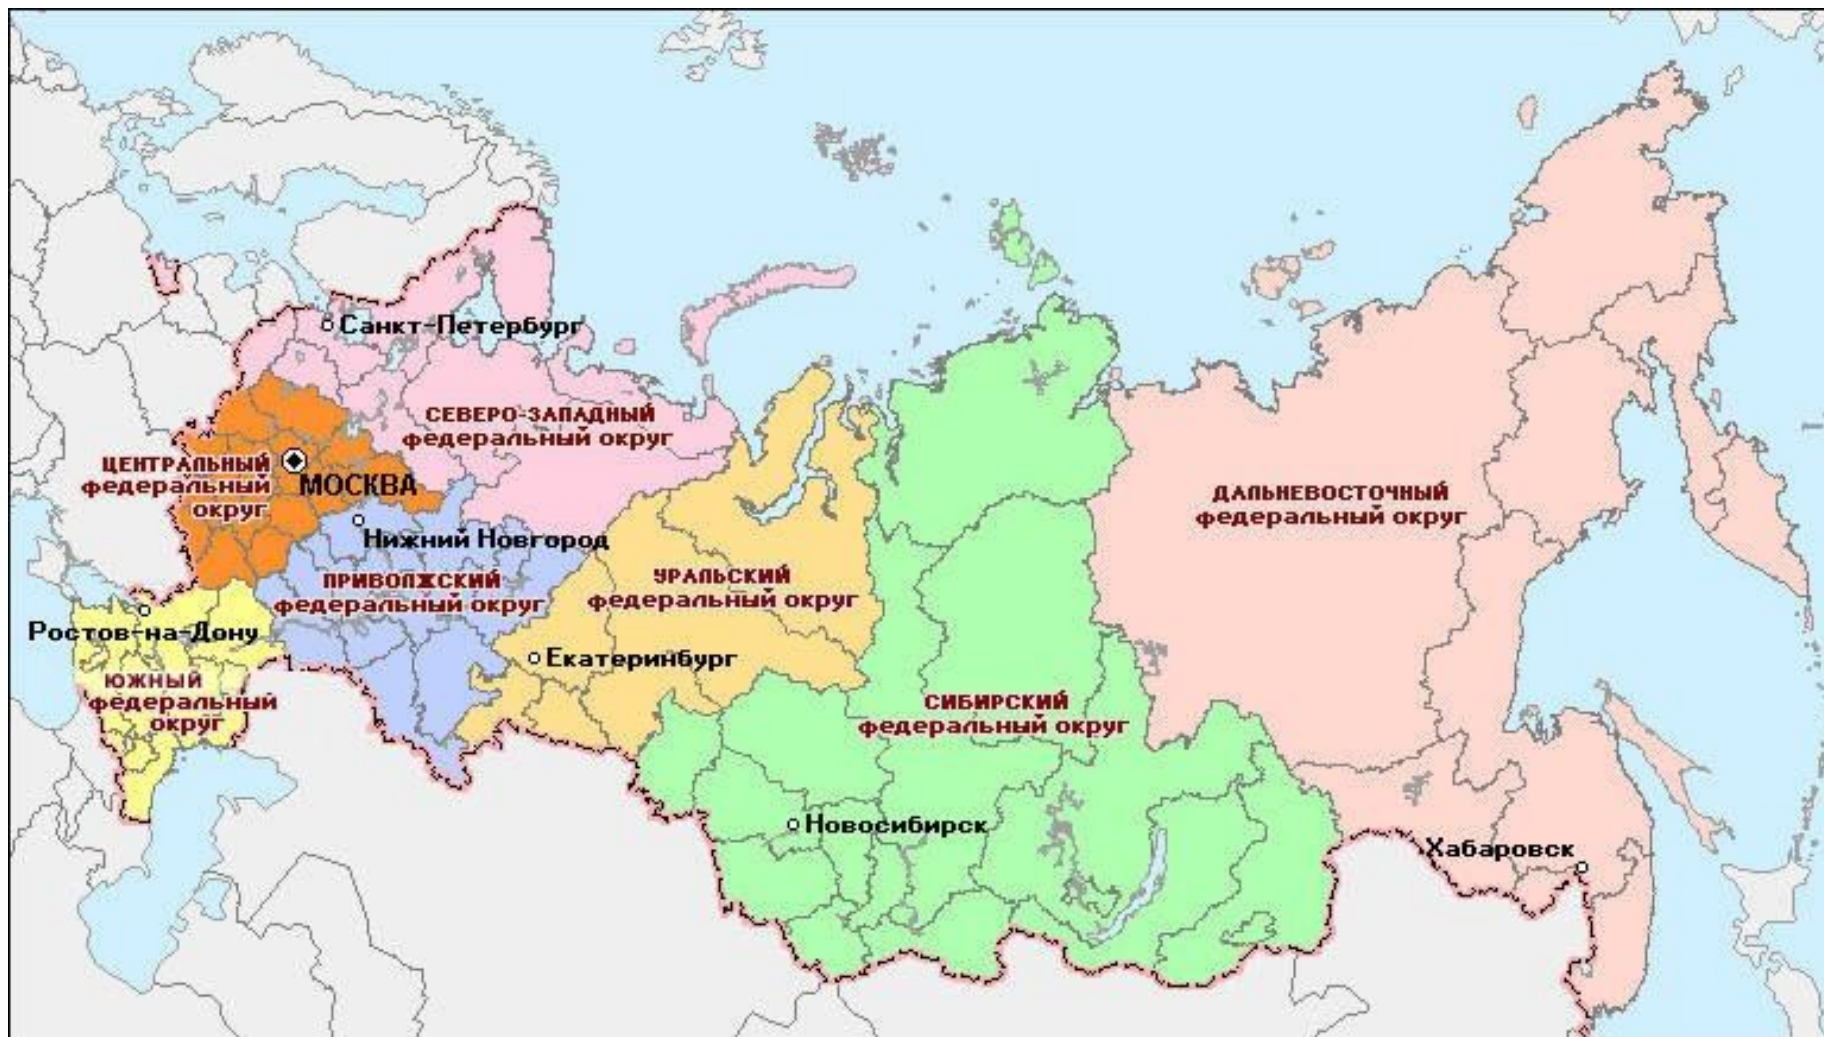 Санкт-Петербург
СЕВЕРО-ЗАПАДНЫЙ
федеральный округ
ЦЕНТРАЛЬНЫЙ
федеральный
округ
МОСКВА
ДАЛЬНЕВОСТОЧНЫЙ
федеральный округ
Нижний Новгород
ПРИВОЛЖСКИЙ
федеральный округ
УРАЛЬСКИЙ
федеральный округ
Ростов-на-Дону
Екатеринбург
ЮЖНЫЙ
федеральный
округ
СИБИРСКИЙ
федеральный округ
Новосибирск
Хабаровск